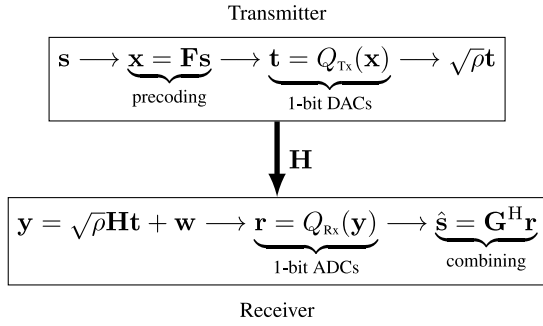 Transmitter
s ⟶ x = Fs ⟶ t = Q_Tx(x) ⟶ √ρt
precoding 1-bit DACs
H
y = √ρHt + w ⟶ r = Q_Rx(y) ⟶ ŝ = G^H r
1-bit ADCs combining
Receiver